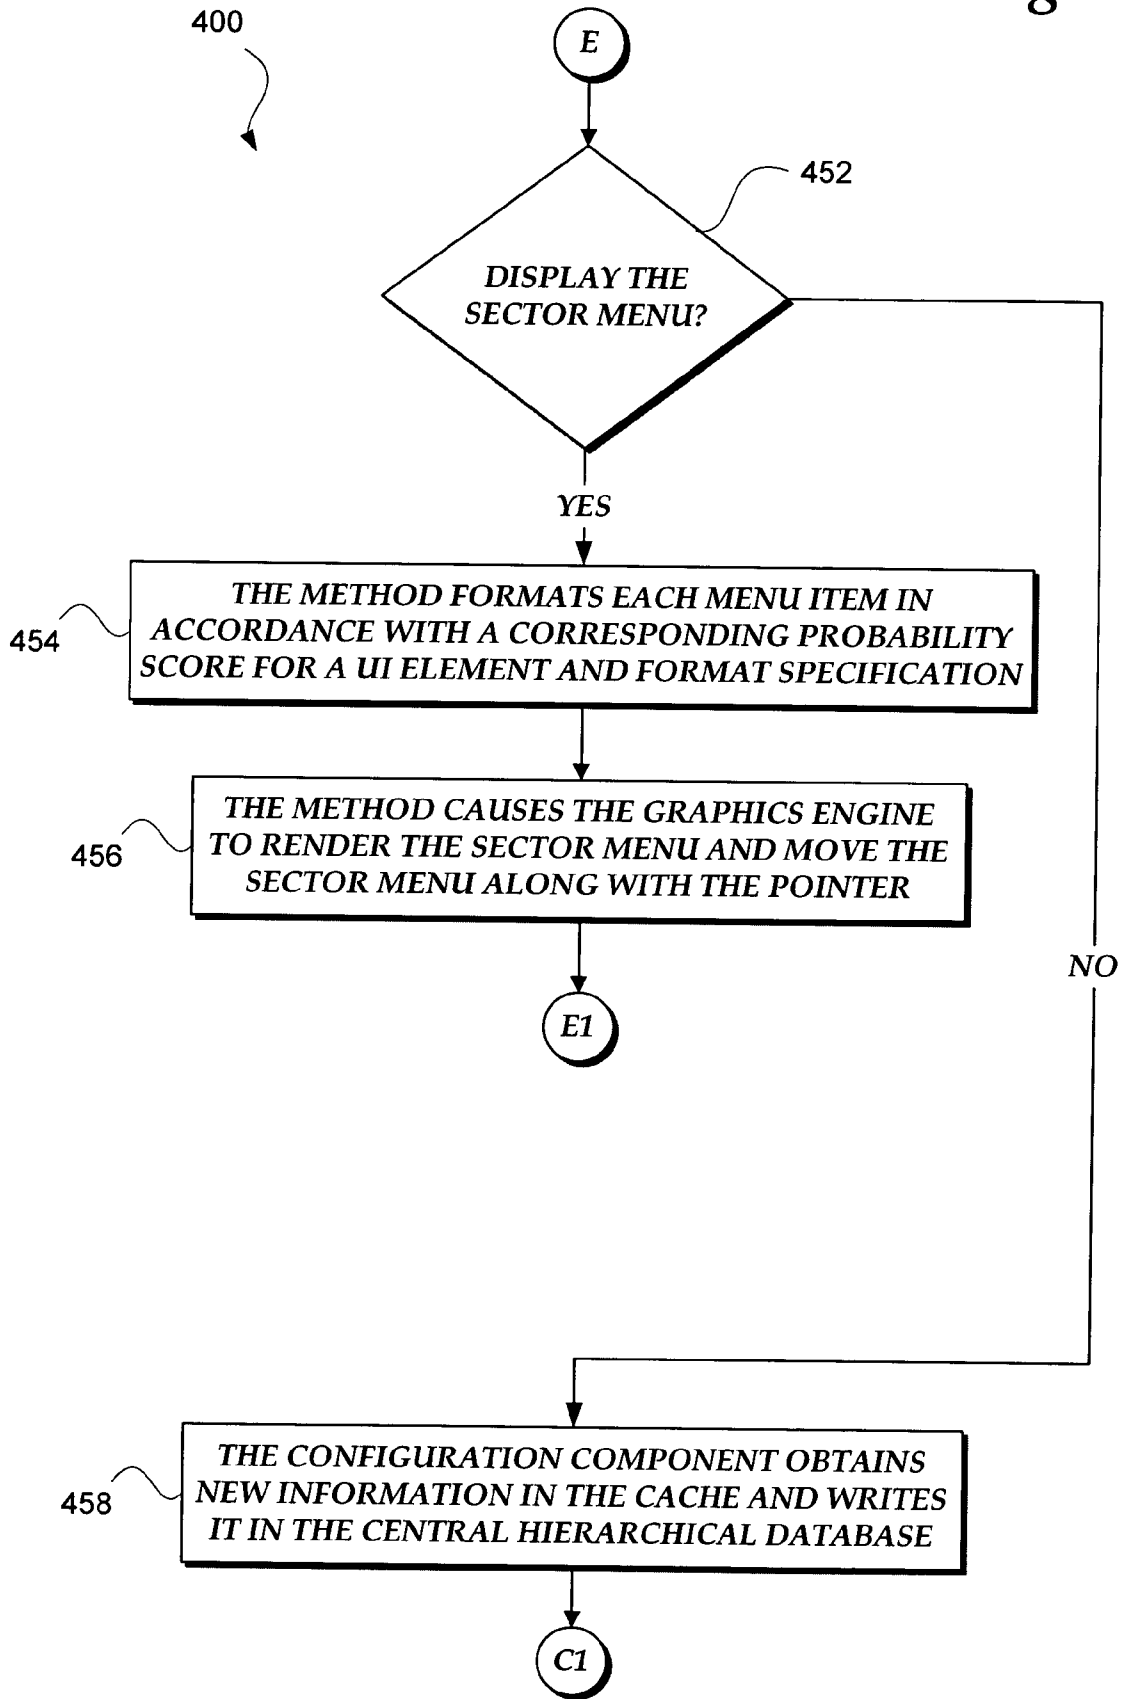 400
E
452
DISPLAY THE
SECTOR MENU?
YES
THE METHOD FORMATS EACH MENU ITEM IN
ACCORDANCE WITH A CORRESPONDING PROBABILITY
SCORE FOR A UI ELEMENT AND FORMAT SPECIFICATION
454
THE METHOD CAUSES THE GRAPHICS ENGINE
TO RENDER THE SECTOR MENU AND MOVE THE
SECTOR MENU ALONG WITH THE POINTER
456
NO
E1
THE CONFIGURATION COMPONENT OBTAINS
NEW INFORMATION IN THE CACHE AND WRITES
IT IN THE CENTRAL HIERARCHICAL DATABASE
458
C1